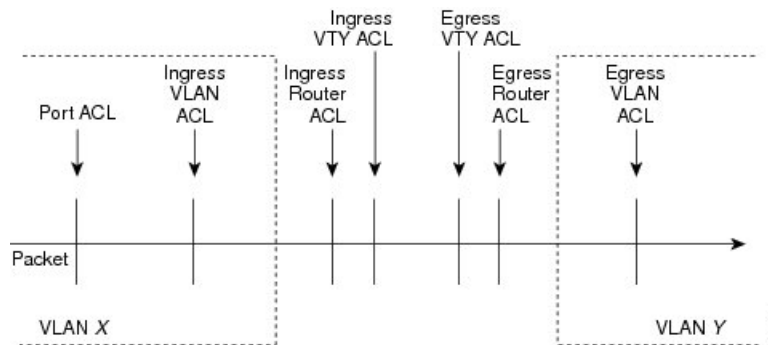 Ingress
VTY ACL
Egress
VTY ACL
Port ACL
Ingress
VLAN
ACL
Ingress
Router
ACL
Egress
Router
ACL
Egress
VLAN
ACL
Packet
VLAN X
VLAN Y